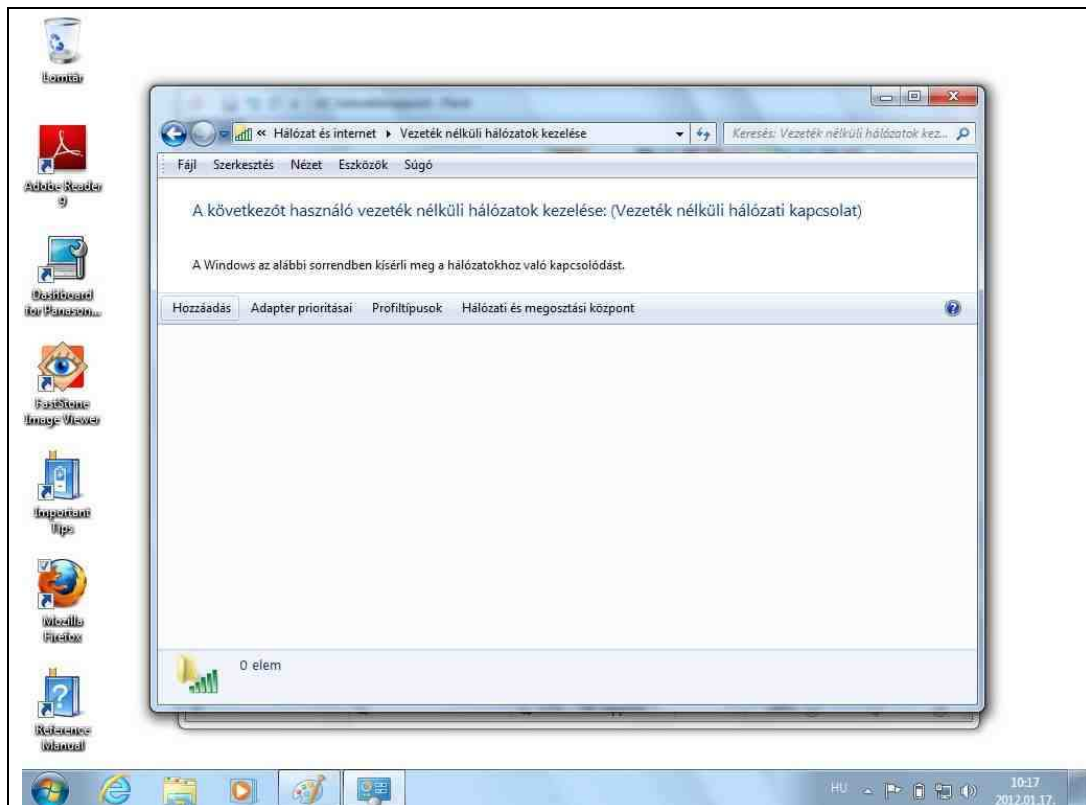 Lomtár
Adobe Reader
9
Dashboard
for Panason...
FastStone
Image Viewer
Important
Tips
Mozilla
Firefox
Reference
Manual
« Hálózat és internet ▸ Vezeték nélküli hálózatok kezelése
Keresés: Vezeték nélküli hálózatok kez...
Fájl Szerkesztés Nézet Eszközök Súgó
A következőt használó vezeték nélküli hálózatok kezelése: (Vezeték nélküli hálózati kapcsolat)
A Windows az alábbi sorrendben kísérli meg a hálózatokhoz való kapcsolódást.
Hozzáadás Adapter prioritásai Profiltípusok Hálózati és megosztási központ
0 elem
HU
10:17
2012.01.17.